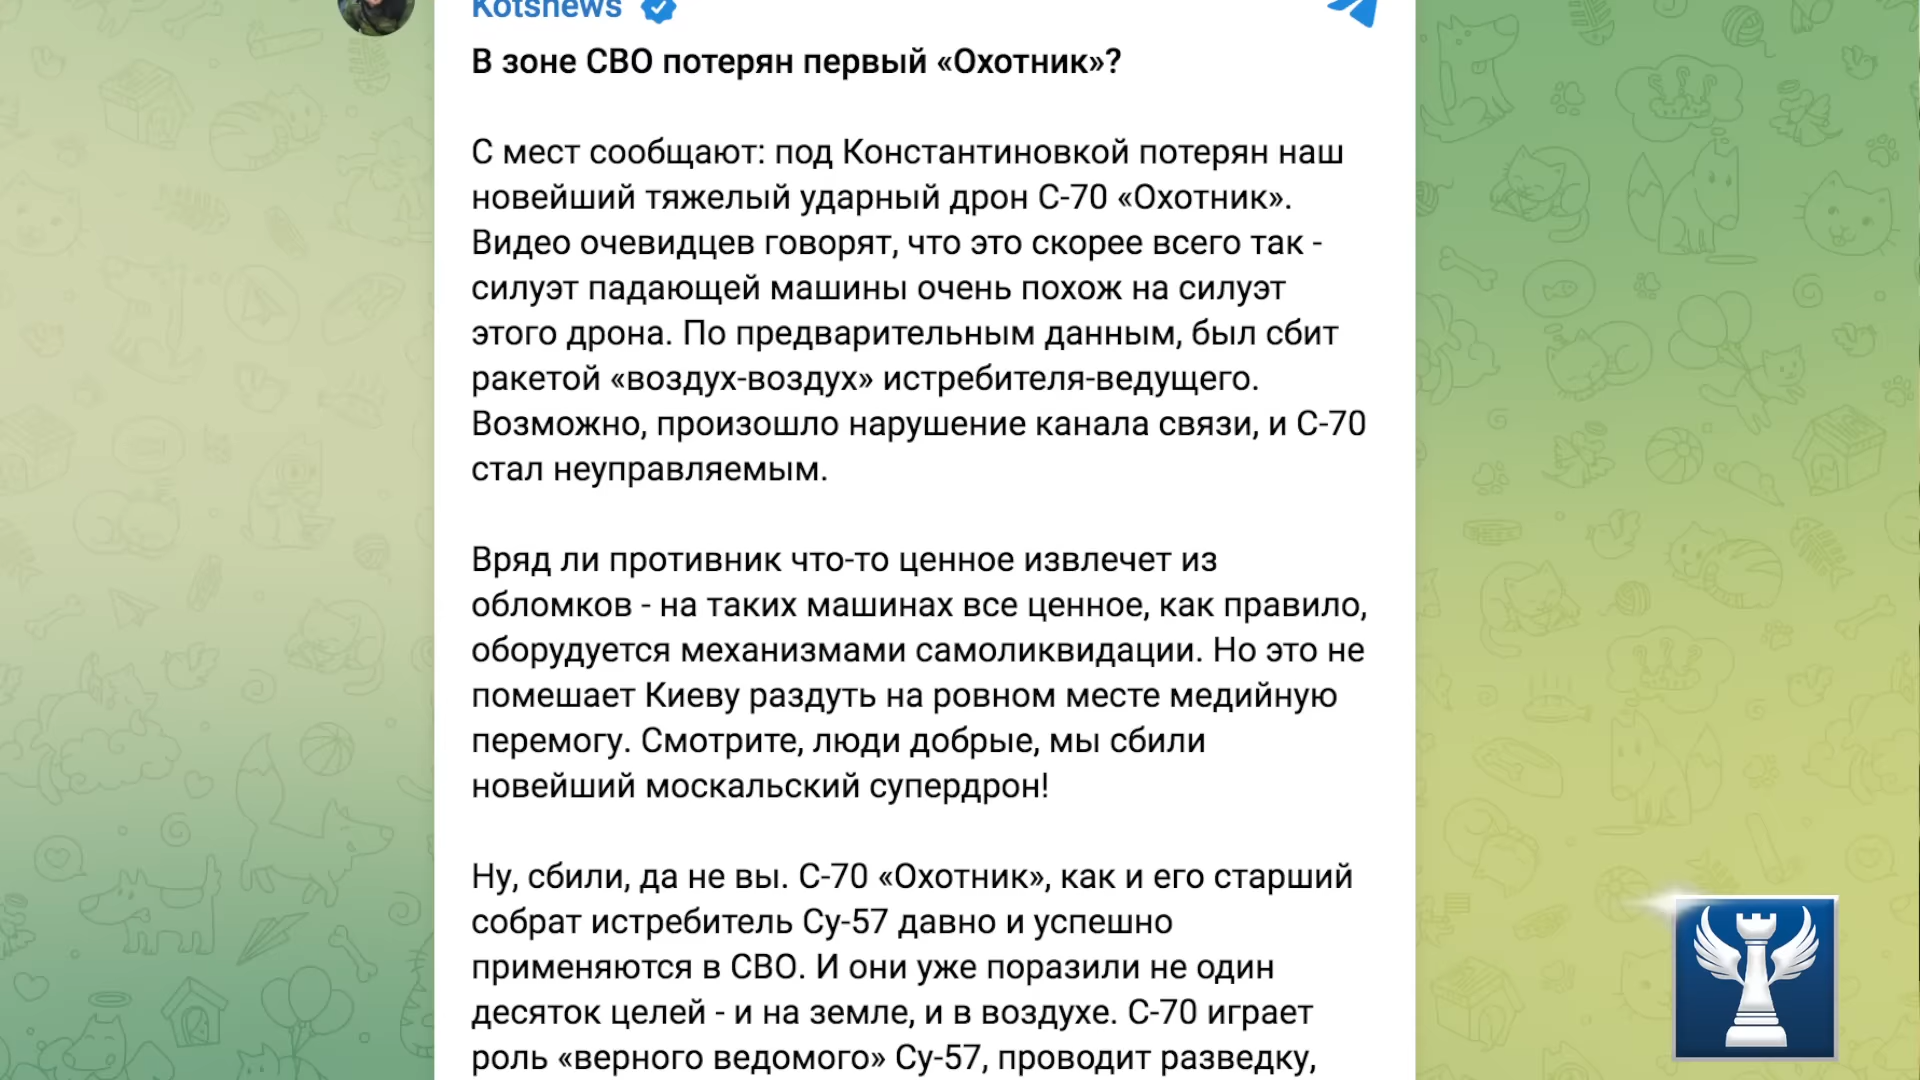 Kotsnews
В зоне СВО потерян первый «Охотник»?
С мест сообщают: под Константиновкой потерян наш
новейший тяжелый ударный дрон С-70 «Охотник».
Видео очевидцев говорят, что это скорее всего так -
силуэт падающей машины очень похож на силуэт
этого дрона. По предварительным данным, был сбит
ракетой «воздух-воздух» истребителя-ведущего.
Возможно, произошло нарушение канала связи, и С-70
стал неуправляемым.
Вряд ли противник что-то ценное извлечет из
обломков - на таких машинах все ценное, как правило,
оборудуется механизмами самоликвидации. Но это не
помешает Киеву раздуть на ровном месте медийную
перемогу. Смотрите, люди добрые, мы сбили
новейший москальский супердрон!
Ну, сбили, да не вы. С-70 «Охотник», как и его старший
собрат истребитель Су-57 давно и успешно
применяются в СВО. И они уже поразили не один
десяток целей - и на земле, и в воздухе. С-70 играет
роль «верного ведомого» Су-57, проводит разведку,